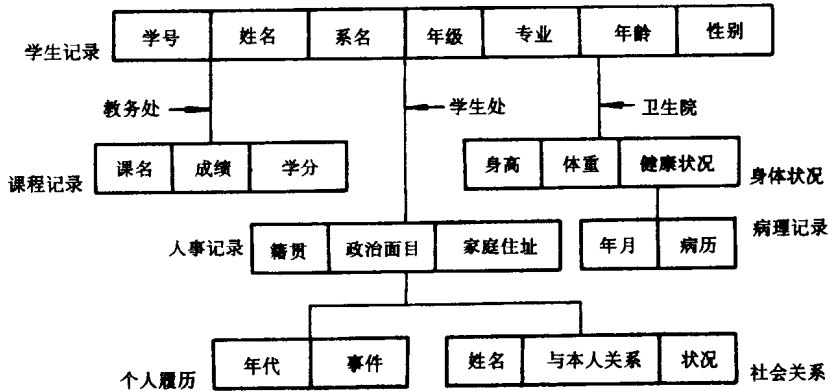 学生记录 学号 姓名 系名 年级 专业 年龄 性别
教务处 学生处 卫生院
课程记录 课名 成绩 学分 身高 体重 健康状况 身体状况
人事记录 籍贯 政治面目 家庭住址 年月 病历 病理记录
个人履历 年代 事件 姓名 与本人关系 状况 社会关系